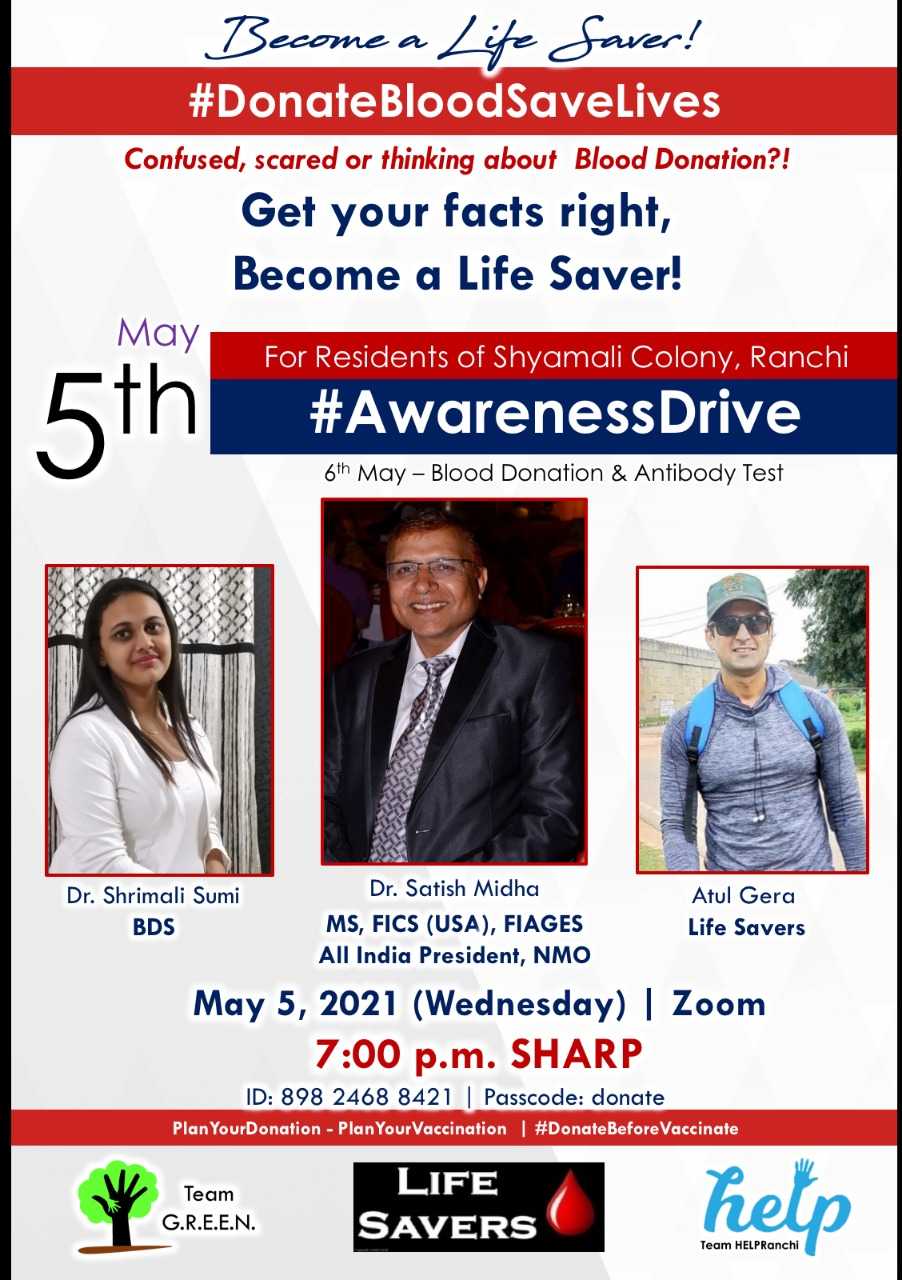 Become a Life Saver!
#DonateBloodSaveLives
Confused, scared or thinking about Blood Donation?!
Get your facts right,
Become a Life Saver!
May
5th
For Residents of Shyamali Colony, Ranchi
#AwarenessDrive
6th May – Blood Donation & Antibody Test
Dr. Shrimali Sumi
BDS
Dr. Satish Midha
MS, FICS (USA), FIAGES
All India President, NMO
Atul Gera
Life Savers
May 5, 2021 (Wednesday) | Zoom
7:00 p.m. SHARP
ID: 898 2468 8421 | Passcode: donate
PlanYourDonation - PlanYourVaccination | #DonateBeforeVaccinate
Team
G.R.E.E.N.
LIFE
SAVERS
help
Team HELPRanchi